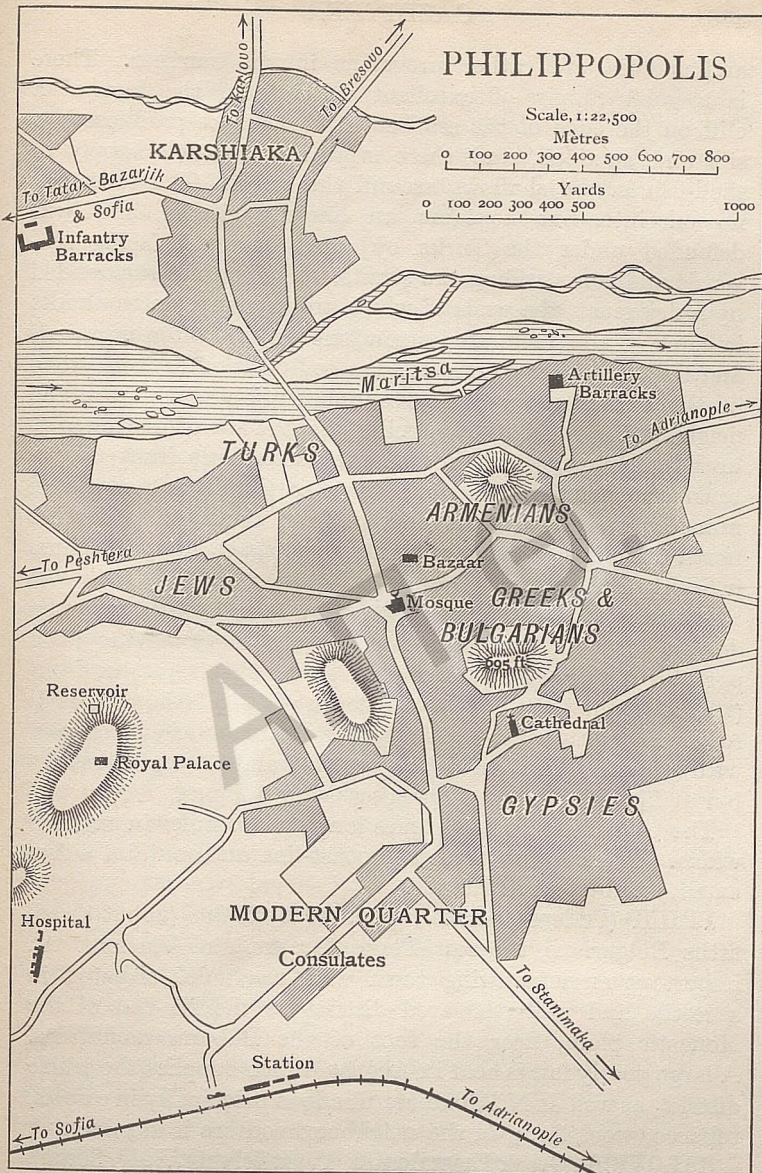 PHILIPPOPOLIS
Scale, 1:22,500
Mètres
0 100 200 300 400 500 600 700 800
Yards
0 100 200 300 400 500 1000
To Karlovo
To Bresovo
KARSHIAKA
To Tatar-Bazarjik
& Sofia
Infantry
Barracks
Maritsa
Artillery
Barracks
To Adrianople
TURKS
ARMENIANS
To Peshtera
Bazaar
JEWS
Mosque
GREEKS &
BULGARIANS
695 ft.
Reservoir
Cathedral
Royal Palace
GYPSIES
Hospital
MODERN QUARTER
Consulates
To Stanimaka
Station
To Sofia
To Adrianople